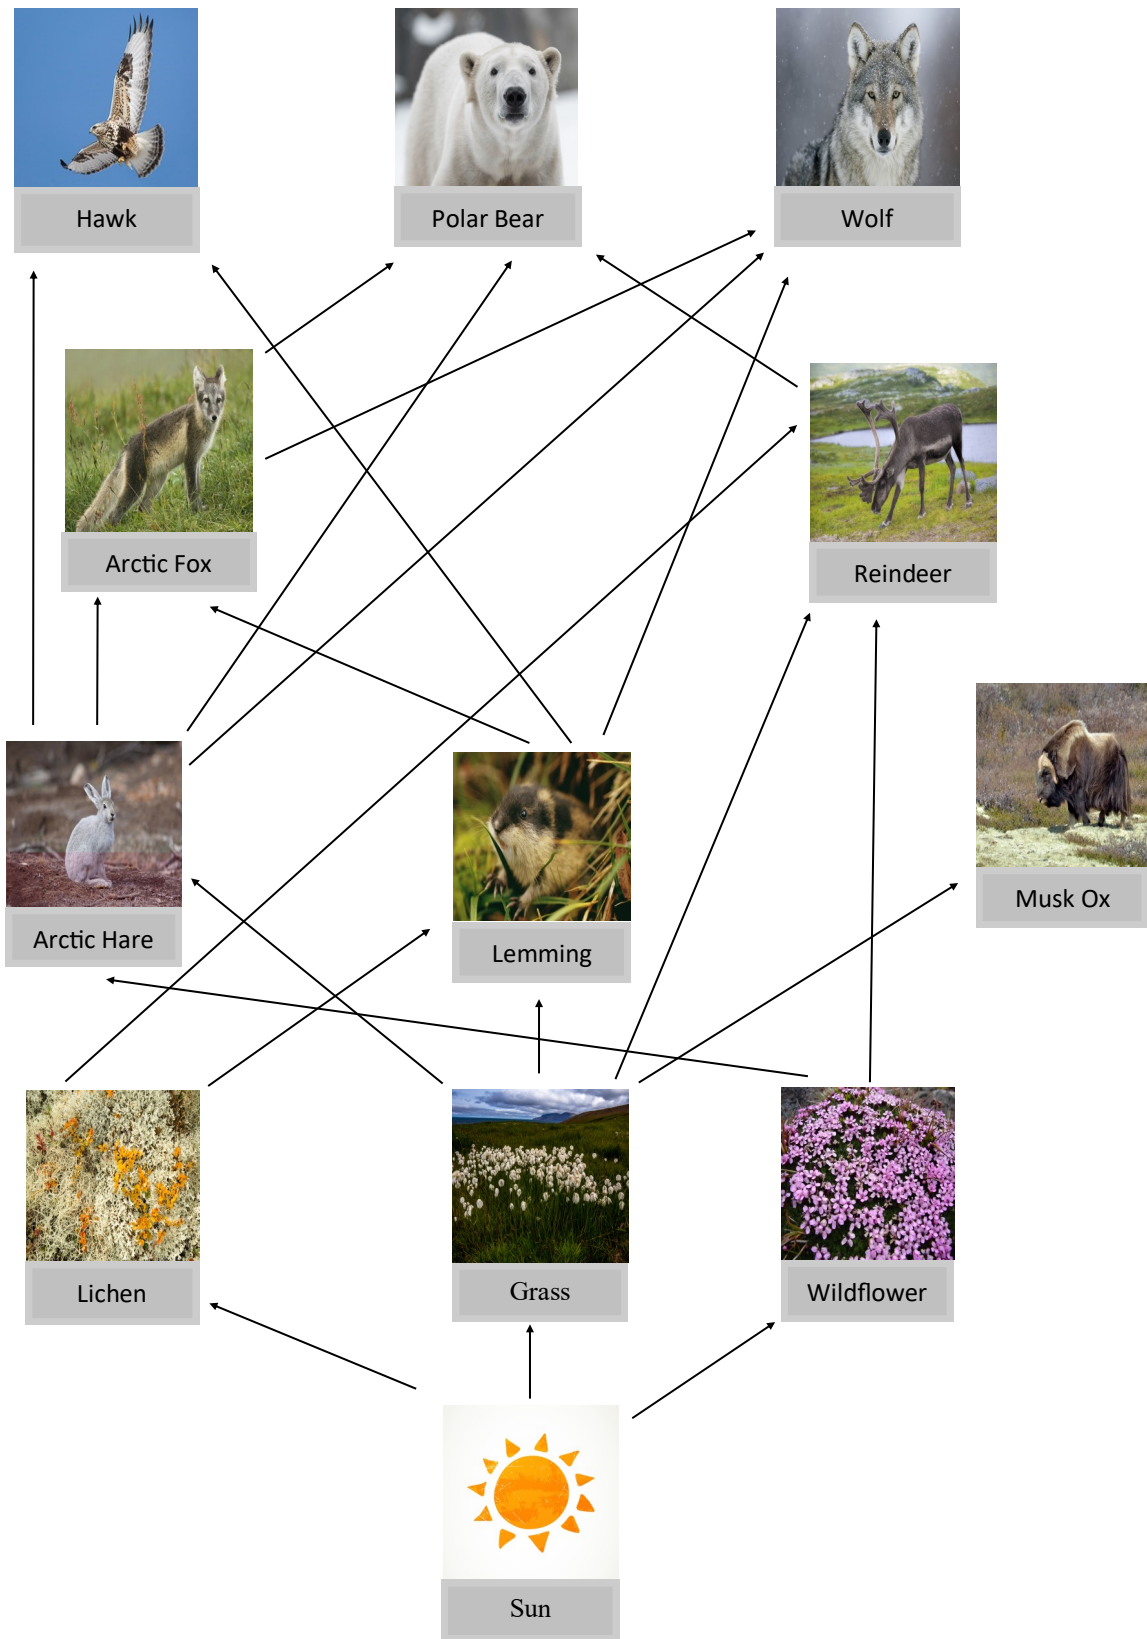 Hawk
Polar Bear
Wolf
Arctic Fox
Reindeer
Musk Ox
Arctic Hare
Lemming
Lichen
Grass
Wildflower
Sun